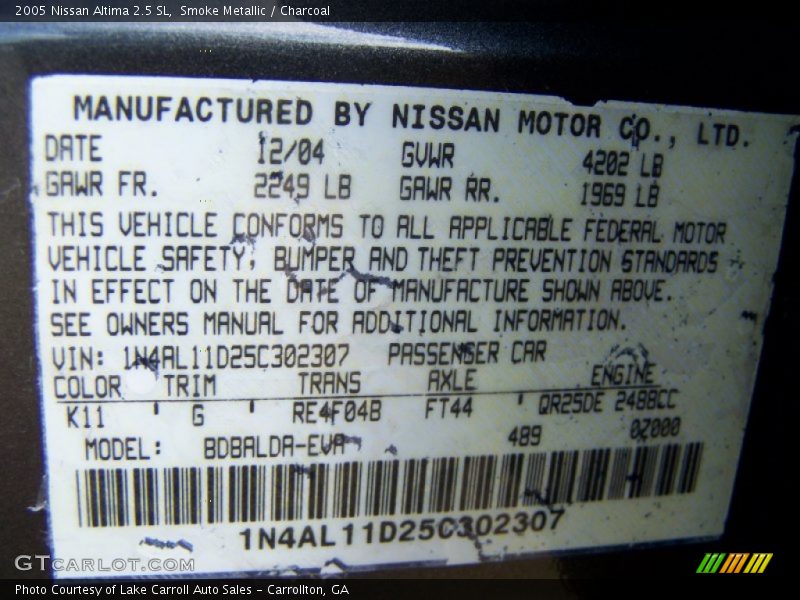 2005 Nissan Altima 2.5 SL, Smoke Metallic / Charcoal
MANUFACTURED BY NISSAN MOTOR CO., LTD.
DATE 12/04 GVWR 4202 LB
GAWR FR. 2249 LB GAWR RR. 1969 LB
THIS VEHICLE CONFORMS TO ALL APPLICABLE FEDERAL MOTOR
VEHICLE SAFETY, BUMPER AND THEFT PREVENTION STANDARDS
IN EFFECT ON THE DATE OF MANUFACTURE SHOWN ABOVE.
SEE OWNERS MANUAL FOR ADDITIONAL INFORMATION.
VIN: 1N4AL11D25C302307 PASSENGER CAR
COLOR TRIM TRANS AXLE ENGINE
K11 ' G ' RE4F04B FT44 ' QR25DE 2488CC
MODEL: BDBALDA-EVA 489 0Z000
1N4AL11D25C302307
GTCARLOT.COM
Photo Courtesy of Lake Carroll Auto Sales - Carrollton, GA